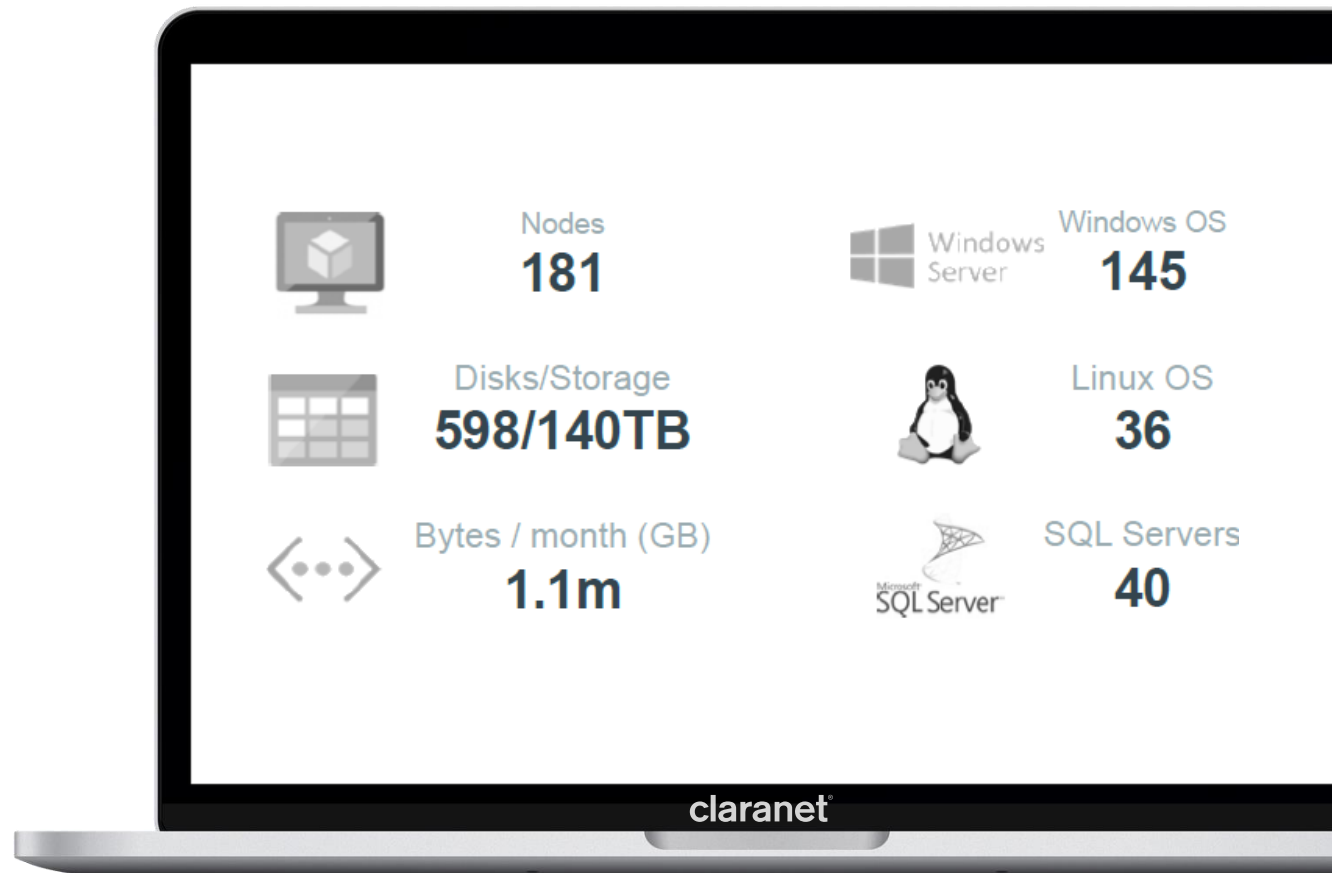 Nodes
181
Windows
Server
Windows OS
145
Disks/Storage
598/140TB
Linux OS
36
Bytes / month (GB)
1.1m
Microsoft
SQL Server
SQL Servers
40
claranet